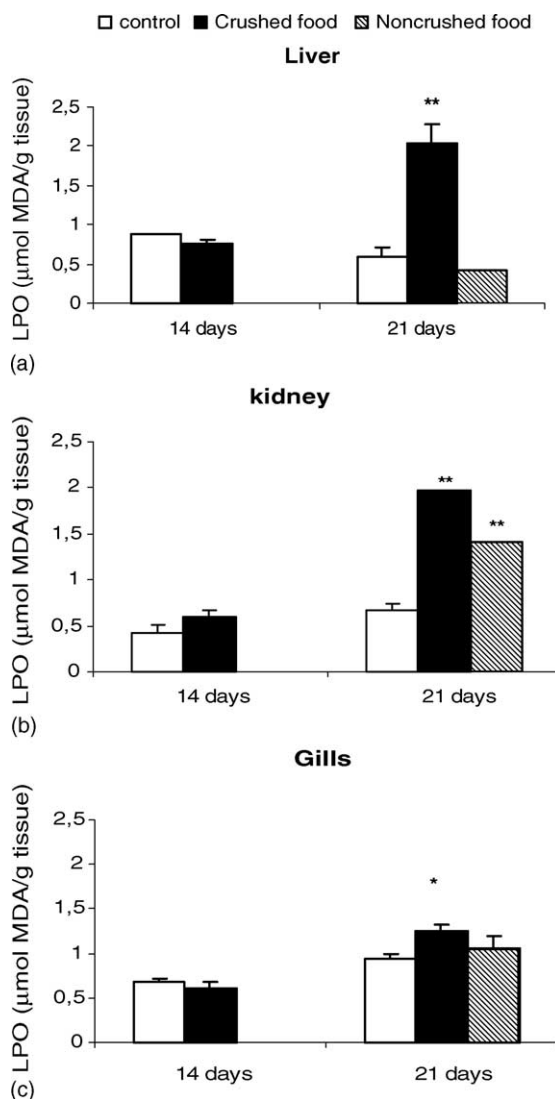 control Crushed food Noncrushed food
Liver
LPO (μmol MDA/g tissue)
2,5
2
1,5
1
0,5
0
**
14 days 21 days
(a)
kidney
LPO (μmol MDA/g tissue)
2,5
2
1,5
1
0,5
0
**
**
14 days 21 days
(b)
Gills
LPO (μmol MDA/g tissue)
2,5
2
1,5
1
0,5
0
*
14 days 21 days
(c)